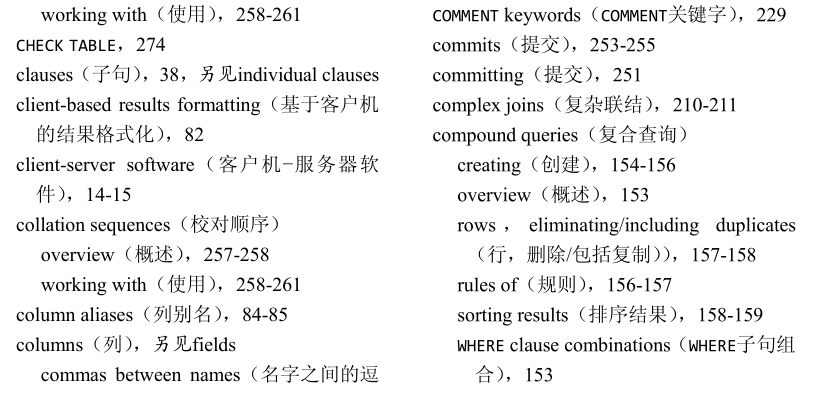 working with（使用），258-261
CHECK TABLE，274
clauses（子句），38，另见individual clauses
client-based results formatting（基于客户机
的结果格式化），82
client-server software（客户机-服务器软
件），14-15
collation sequences（校对顺序）
overview（概述），257-258
working with（使用），258-261
column aliases（列别名），84-85
columns（列），另见fields
commas between names（名字之间的逗
COMMENT keywords（COMMENT关键字），229
commits（提交），253-255
committing（提交），251
complex joins（复杂联结），210-211
compound queries（复合查询）
creating（创建），154-156
overview（概述），153
rows，eliminating/including duplicates
（行，删除/包括复制）），157-158
rules of（规则），156-157
sorting results（排序结果），158-159
WHERE clause combinations（WHERE子句组
合），153